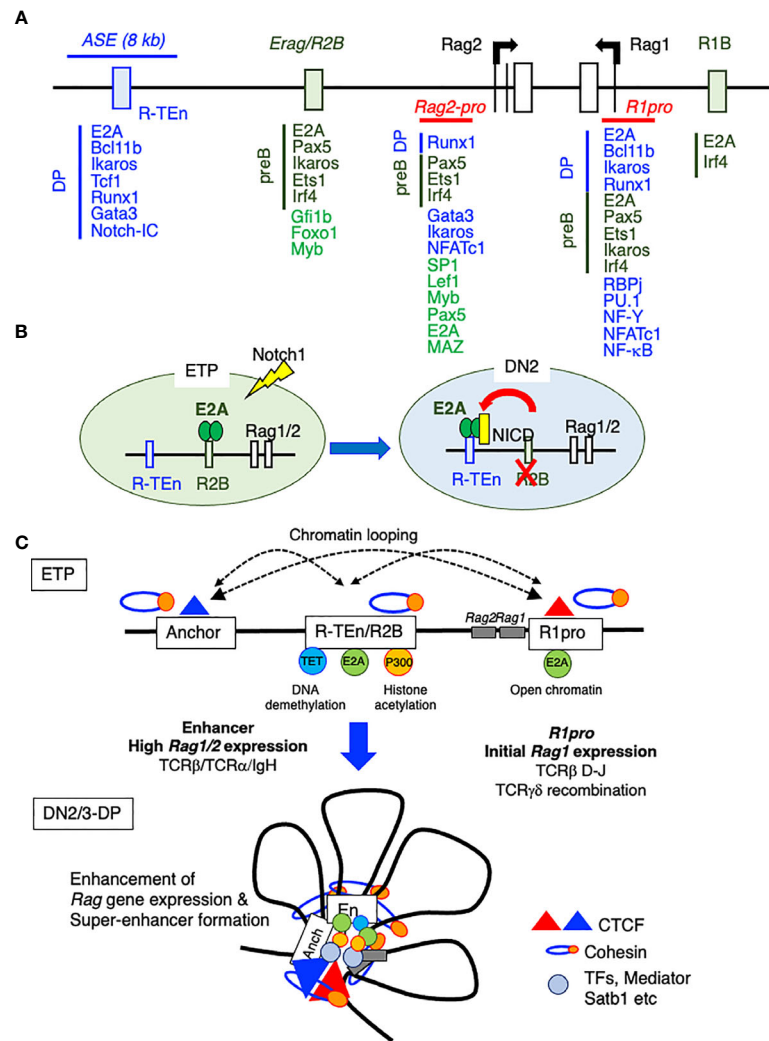 A
ASE (8 kb)
Erag/R2B
Rag2
Rag1
R1B
R-TEn
Rag2-pro
R1pro
DP
E2A
Bcl11b
Ikaros
Tcf1
Runx1
Gata3
Notch-IC
preB
E2A
Pax5
Ikaros
Ets1
Irf4
Gfi1b
Foxo1
Myb
DP
Runx1
preB
Pax5
Ets1
Irf4
Gata3
Ikaros
NFATc1
SP1
Lef1
Myb
Pax5
E2A
MAZ
DP
E2A
Bcl11b
Ikaros
Runx1
preB
E2A
Pax5
Ets1
Ikaros
Irf4
RBPj
PU.1
NF-Y
NFATc1
NF-κB
E2A
Irf4
B
ETP
Notch1
E2A
Rag1/2
R-TEn
R2B
DN2
E2A
NICD
Rag1/2
R-TEn
R2B
C
Chromatin looping
ETP
Anchor
R-TEn/R2B
Rag2Rag1
R1pro
TET
E2A
P300
E2A
DNA
demethylation
Histone
acetylation
Open chromatin
Enhancer
High Rag1/2 expression
TCRβ/TCRα/IgH
R1pro
Initial Rag1 expression
TCRβ D-J
TCRγδ recombination
DN2/3-DP
Enhancement of
Rag gene expression &
Super-enhancer formation
En
Anch
CTCF
Cohesin
TFs, Mediator
Satb1 etc